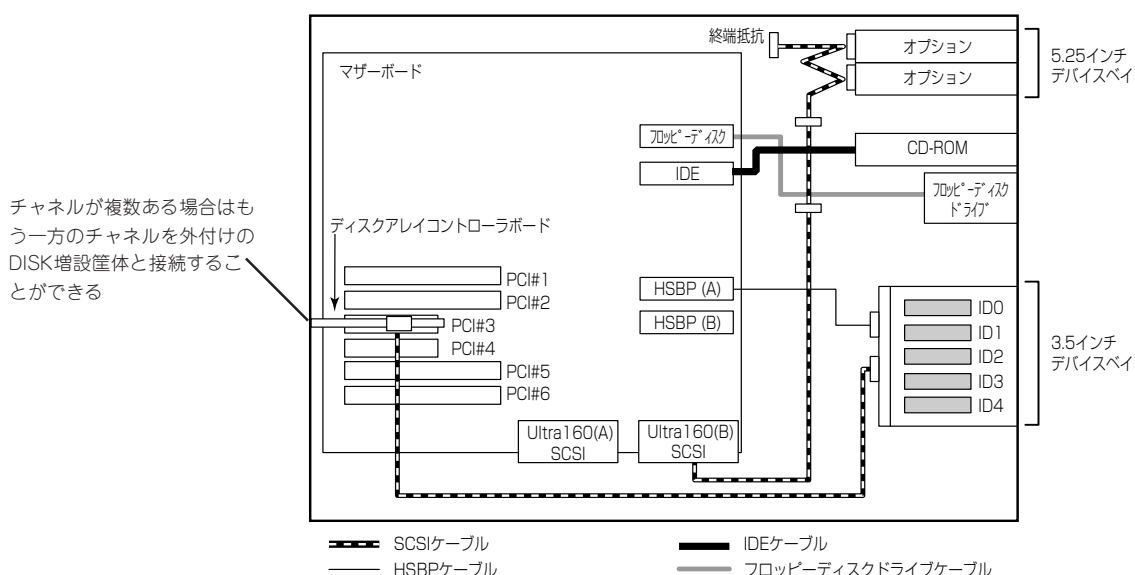 終端抵抗
オプション
オプション
5.25インチ
デバイスベイ
マザーボード
フロッピーディスク
IDE
CD-ROM
フロッピーディスク
ドライブ
チャネルが複数ある場合はも
う一方のチャネルを外付けの
DISK増設筐体と接続するこ
とができる
ディスクアレイコントローラボード
PCI#1
PCI#2
PCI#3
PCI#4
PCI#5
PCI#6
HSBP (A)
HSBP (B)
ID0
ID1
ID2
ID3
ID4
3.5インチ
デバイスベイ
Ultra160(A)
SCSI
Ultra160(B)
SCSI
SCSIケーブル
IDEケーブル
HSBPケーブル
フロッピーディスクドライブケーブル